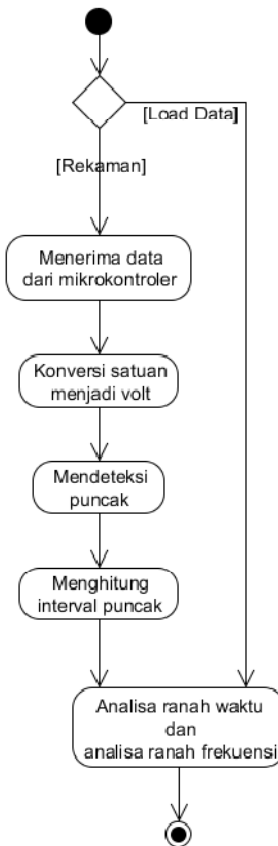 [Load Data]
[Rekaman]
Menerima data
dari mikrokontroler
Konversi satuan
menjadi volt
Mendeteksi
puncak
Menghitung
interval puncak
Analisa ranah waktu
dan
analisa ranah frekuensi